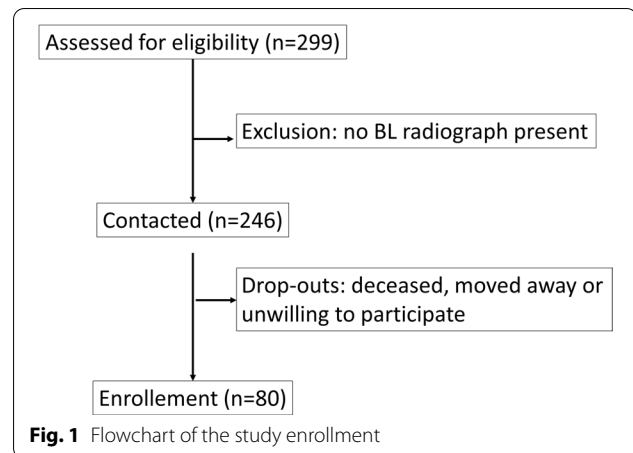 Assessed for eligibility (n=299)
Exclusion: no BL radiograph present
Contacted (n=246)
Drop-outs: deceased, moved away or
unwilling to participate
Enrollement (n=80)
Fig. 1 Flowchart of the study enrollment